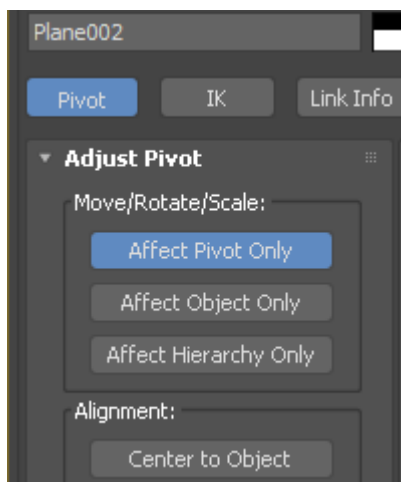 Plane002
Pivot IK Link Info
Adjust Pivot
Move/Rotate/Scale:
Affect Pivot Only
Affect Object Only
Affect Hierarchy Only
Alignment:
Center to Object